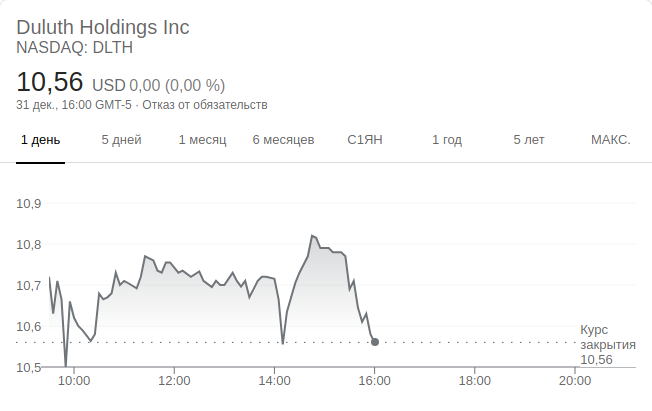 Duluth Holdings Inc
NASDAQ: DLTH
10,56 USD 0,00 (0,00 %)
31 дек., 16:00 GMT-5 · Отказ от обязательств
1 день 5 дней 1 месяц 6 месяцев С1ЯН 1 год 5 лет МАКС.
10,9
10,8
10,7
10,6
10,5
Курс
закрытия
10,56
10:00 12:00 14:00 16:00 18:00 20:00